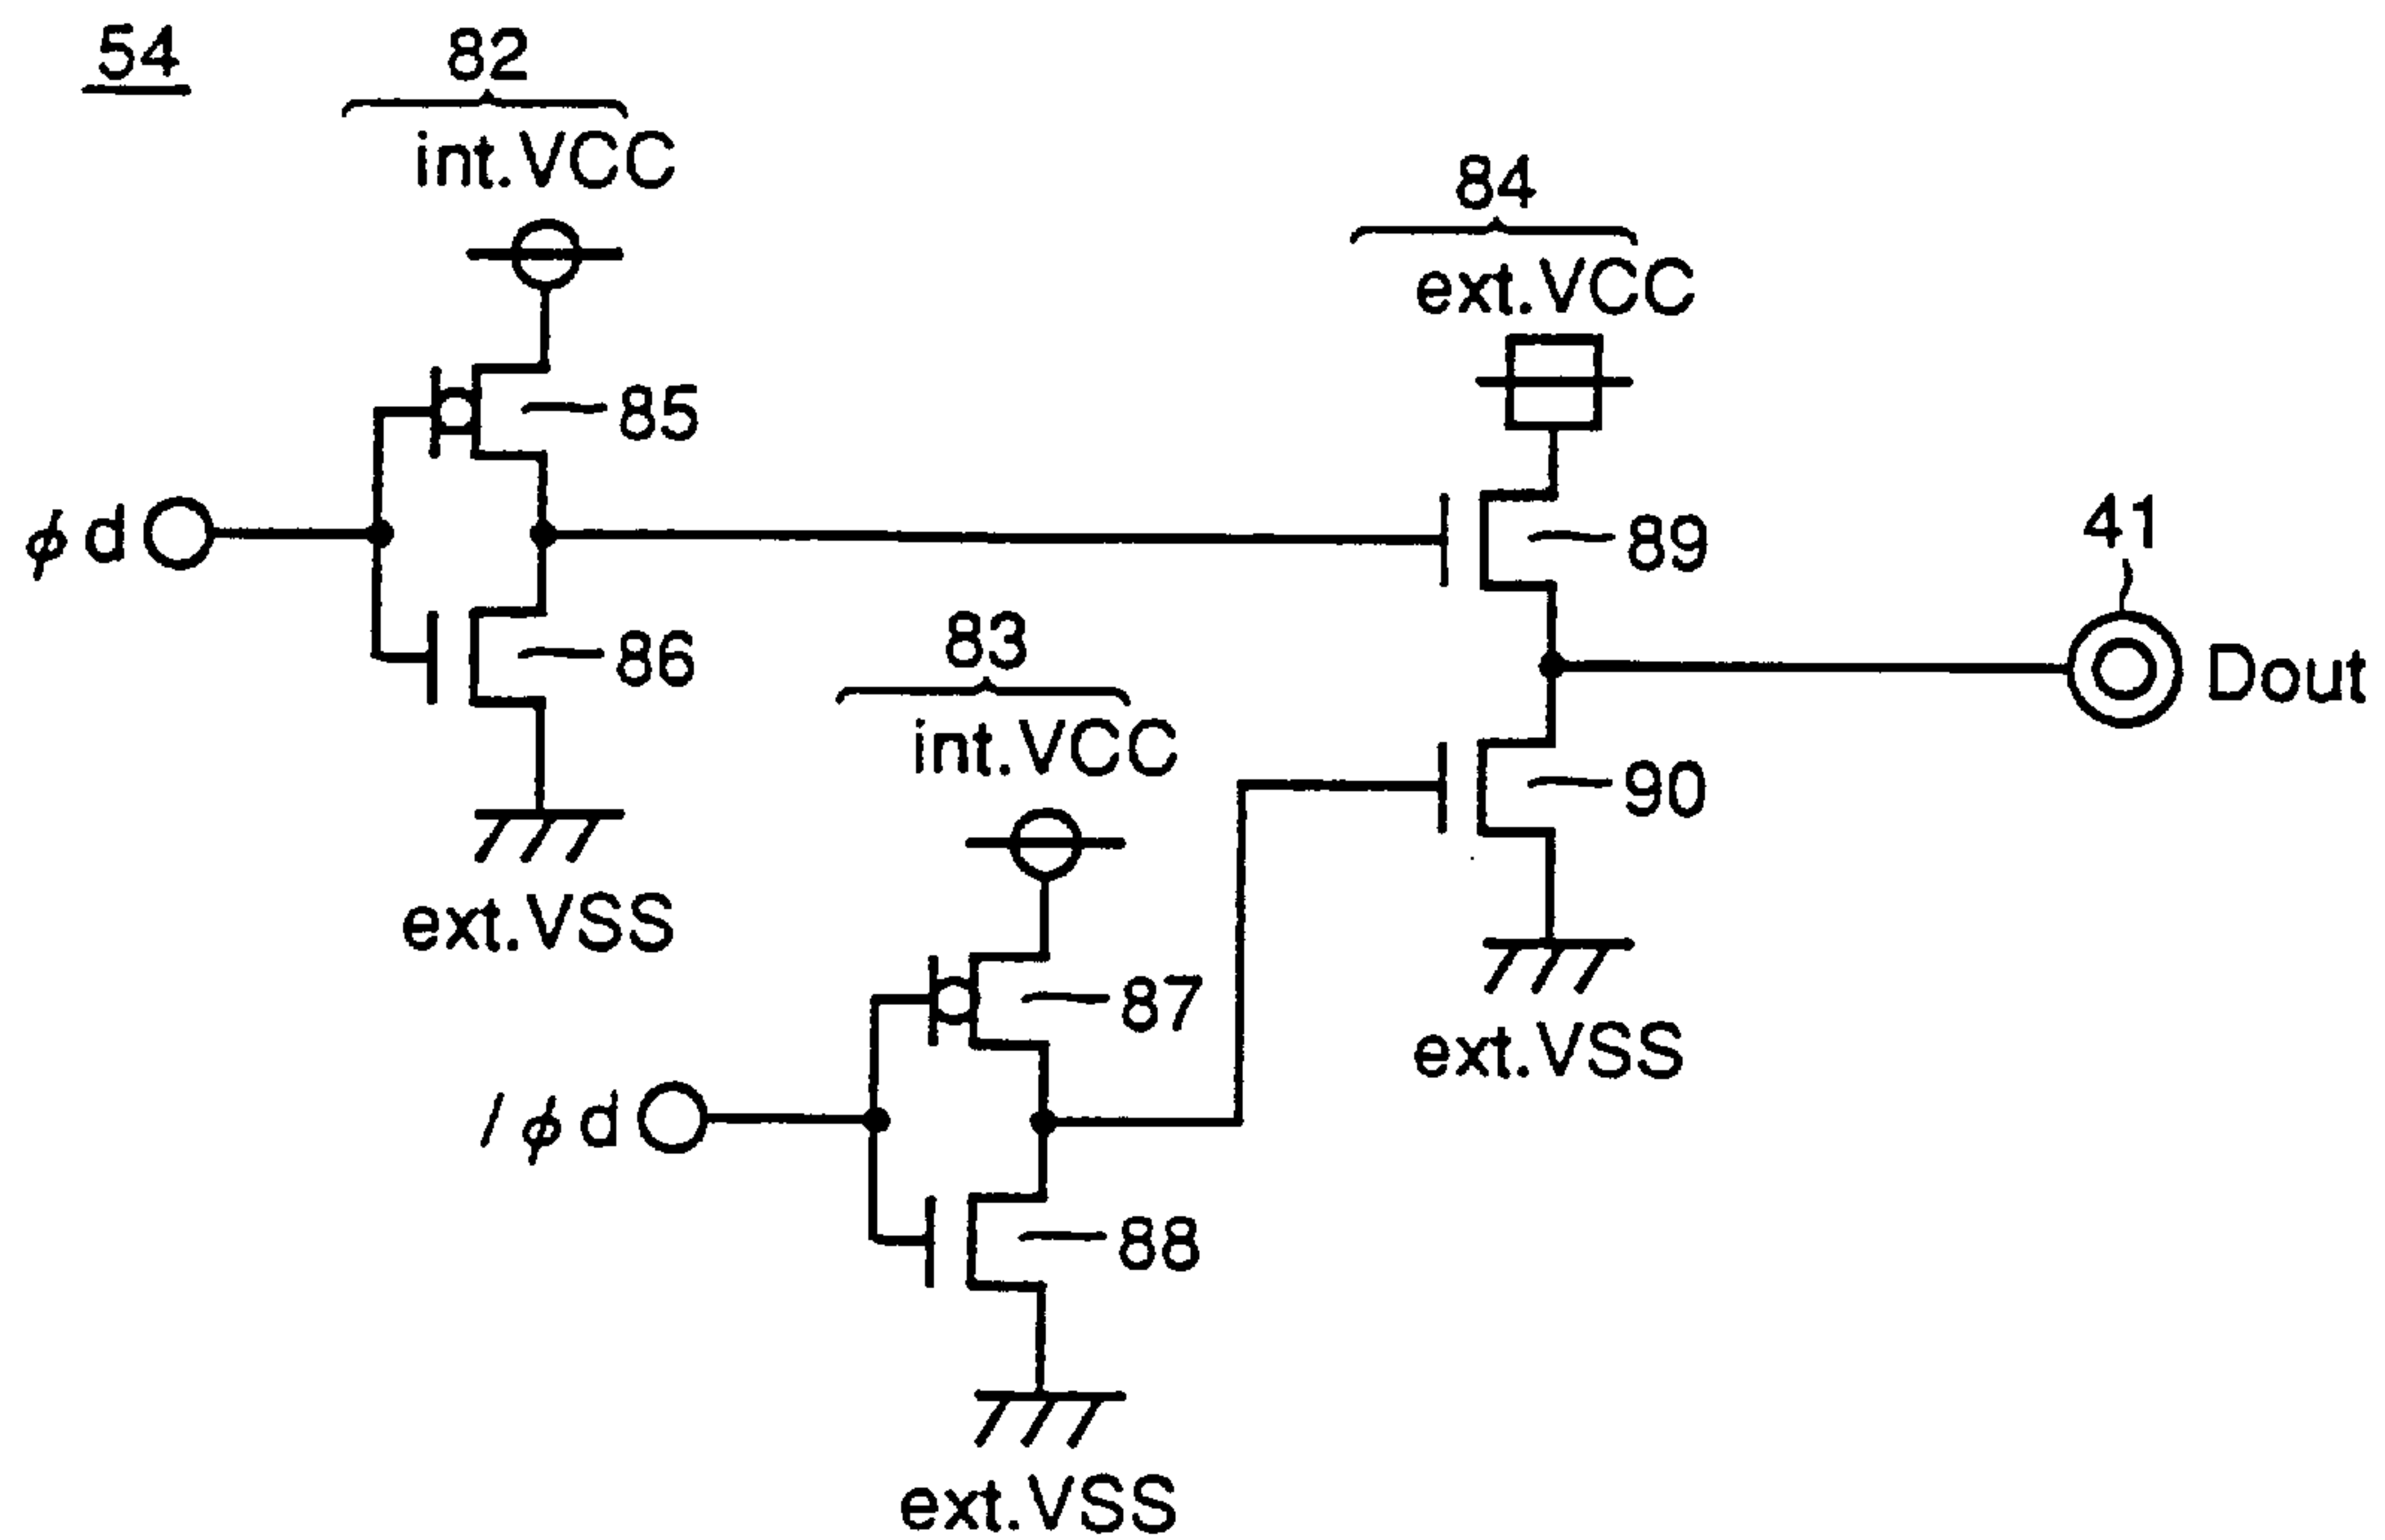 54
82
int.VCC
84
ext.VCC
85
ϕd
89
41
86
83
Dout
int.VCC
90
ext.VSS
87
ext.VSS
/ϕd
88
ext.VSS